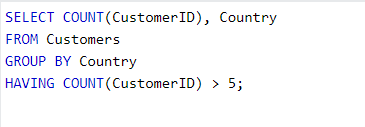 SELECT COUNT(CustomerID), Country
FROM Customers
GROUP BY Country
HAVING COUNT(CustomerID) > 5;